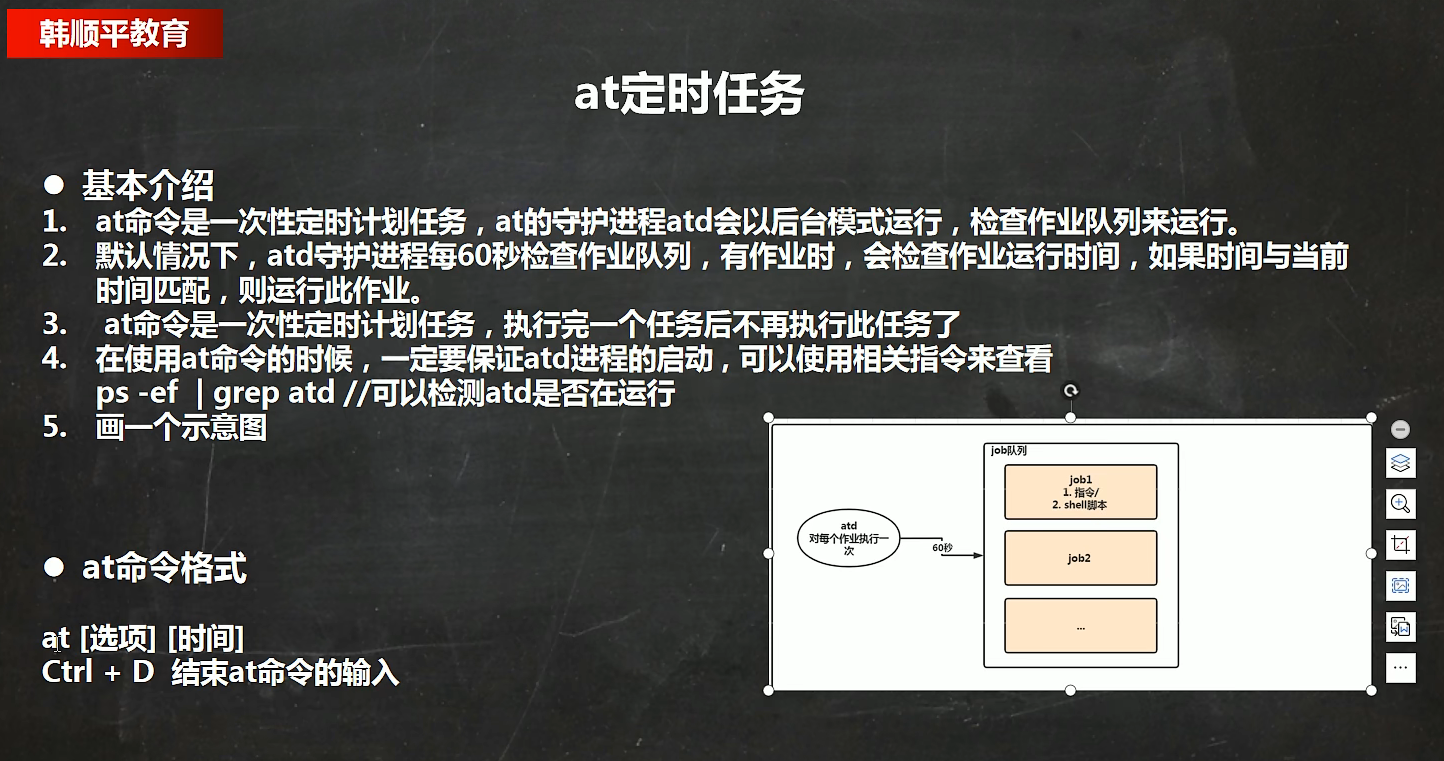 韩顺平教育
at定时任务
● 基本介绍
1. at命令是一次性定时计划任务，at的守护进程atd会以后台模式运行，检查作业队列来运行。
2. 默认情况下，atd守护进程每60秒检查作业队列，有作业时，会检查作业运行时间，如果时间与当前
时间匹配，则运行此作业。
3. at命令是一次性定时计划任务，执行完一个任务后不再执行此任务了
4. 在使用at命令的时候，一定要保证atd进程的启动，可以使用相关指令来查看
ps -ef | grep atd //可以检测atd是否在运行
5. 画一个示意图
job队列
job1
1. 指令/
2. shell脚本
atd
对每个作业执行一
次
60秒
job2
...
● at命令格式
at [选项] [时间]
Ctrl + D 结束at命令的输入